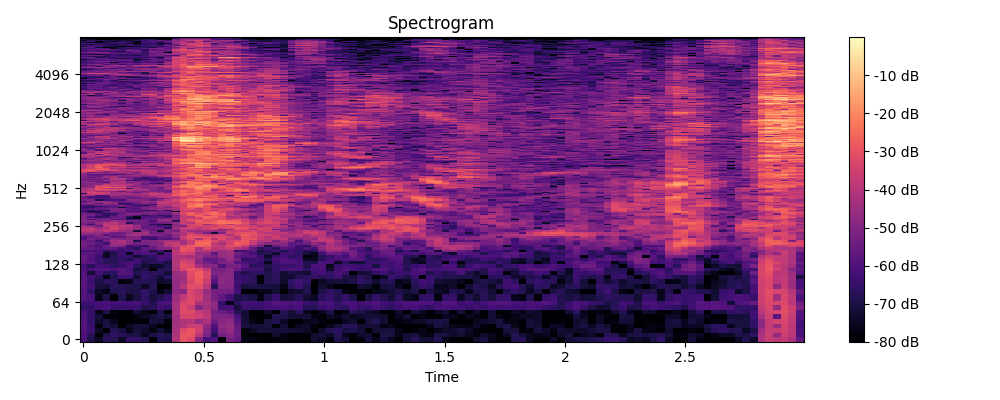 Spectrogram
4096
2048
1024
512
256
128
64
0
Hz
0
0.5
1
1.5
2
2.5
Time
-10 dB
-20 dB
-30 dB
-40 dB
-50 dB
-60 dB
-70 dB
-80 dB